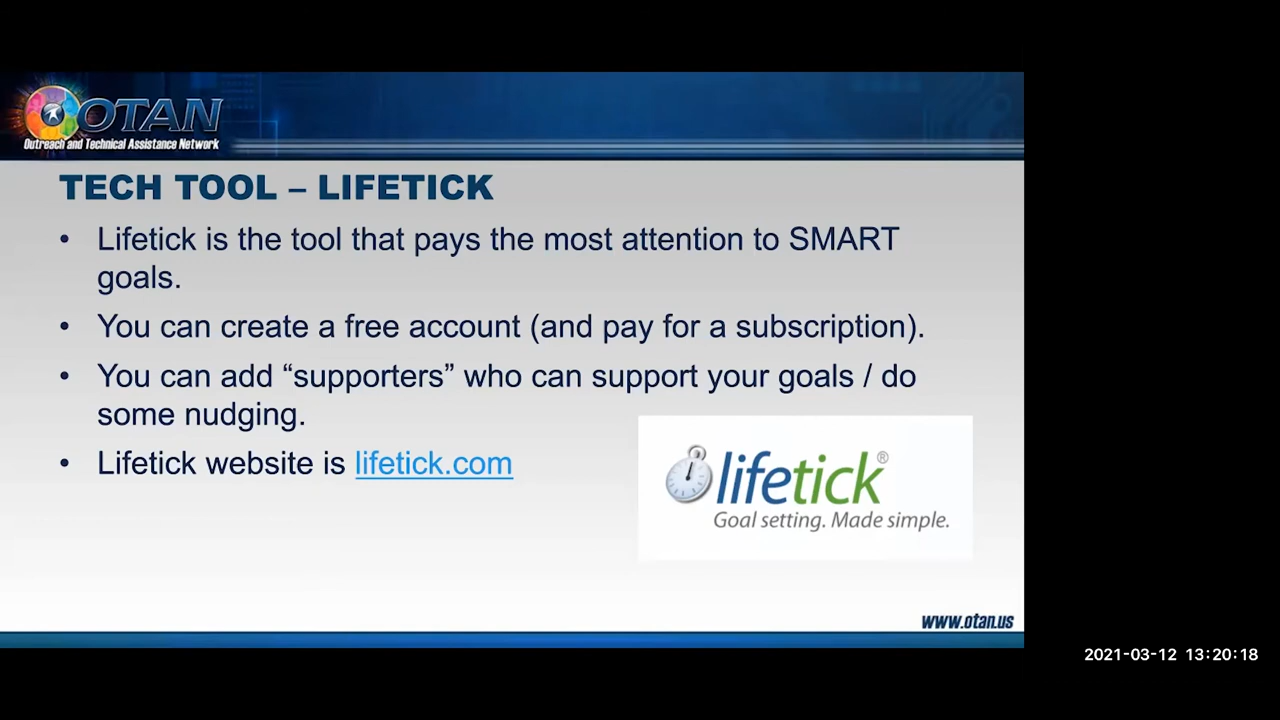 OTAN
Outreach and Technical Assistance Network
TECH TOOL – LIFETICK
• Lifetick is the tool that pays the most attention to SMART
goals.
• You can create a free account (and pay for a subscription).
• You can add “supporters” who can support your goals / do
some nudging.
• Lifetick website is lifetick.com
lifetick®
Goal setting. Made simple.
www.otan.us
2021-03-12 13:20:18